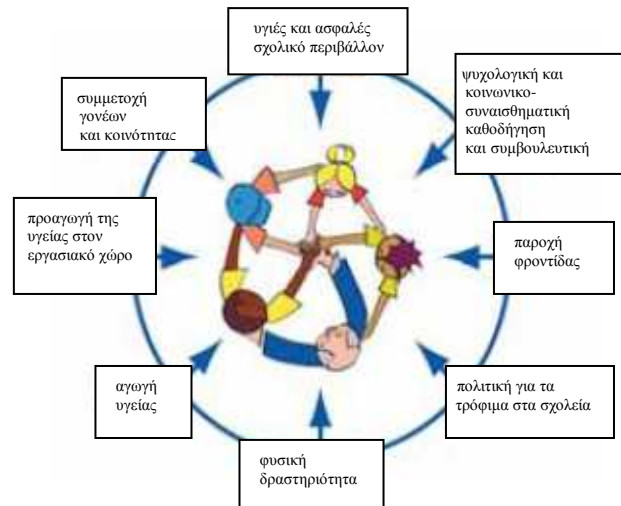 υγιές και ασφαλές
σχολικό περιβάλλον
ψυχολογική και
κοινωνικο-
συναισθηματική
καθοδήγηση
και συμβουλευτική
παροχή
φροντίδας
πολιτική για τα
τρόφιμα στα σχολεία
φυσική
δραστηριότητα
αγωγή
υγείας
προαγωγή της
υγείας στον
εργασιακό χώρο
συμμετοχή
γονέων
και κοινότητας